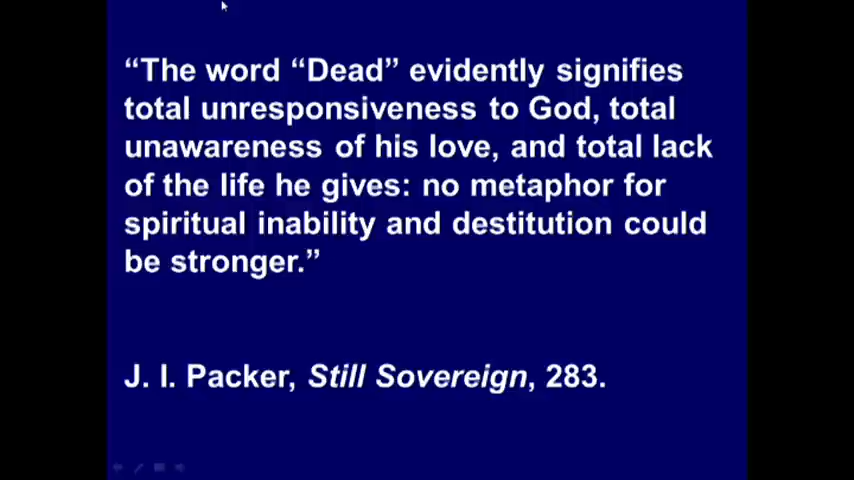 “The word “Dead” evidently signifies
total unresponsiveness to God, total
unawareness of his love, and total lack
of the life he gives: no metaphor for
spiritual inability and destitution could
be stronger.”
J. I. Packer, Still Sovereign, 283.